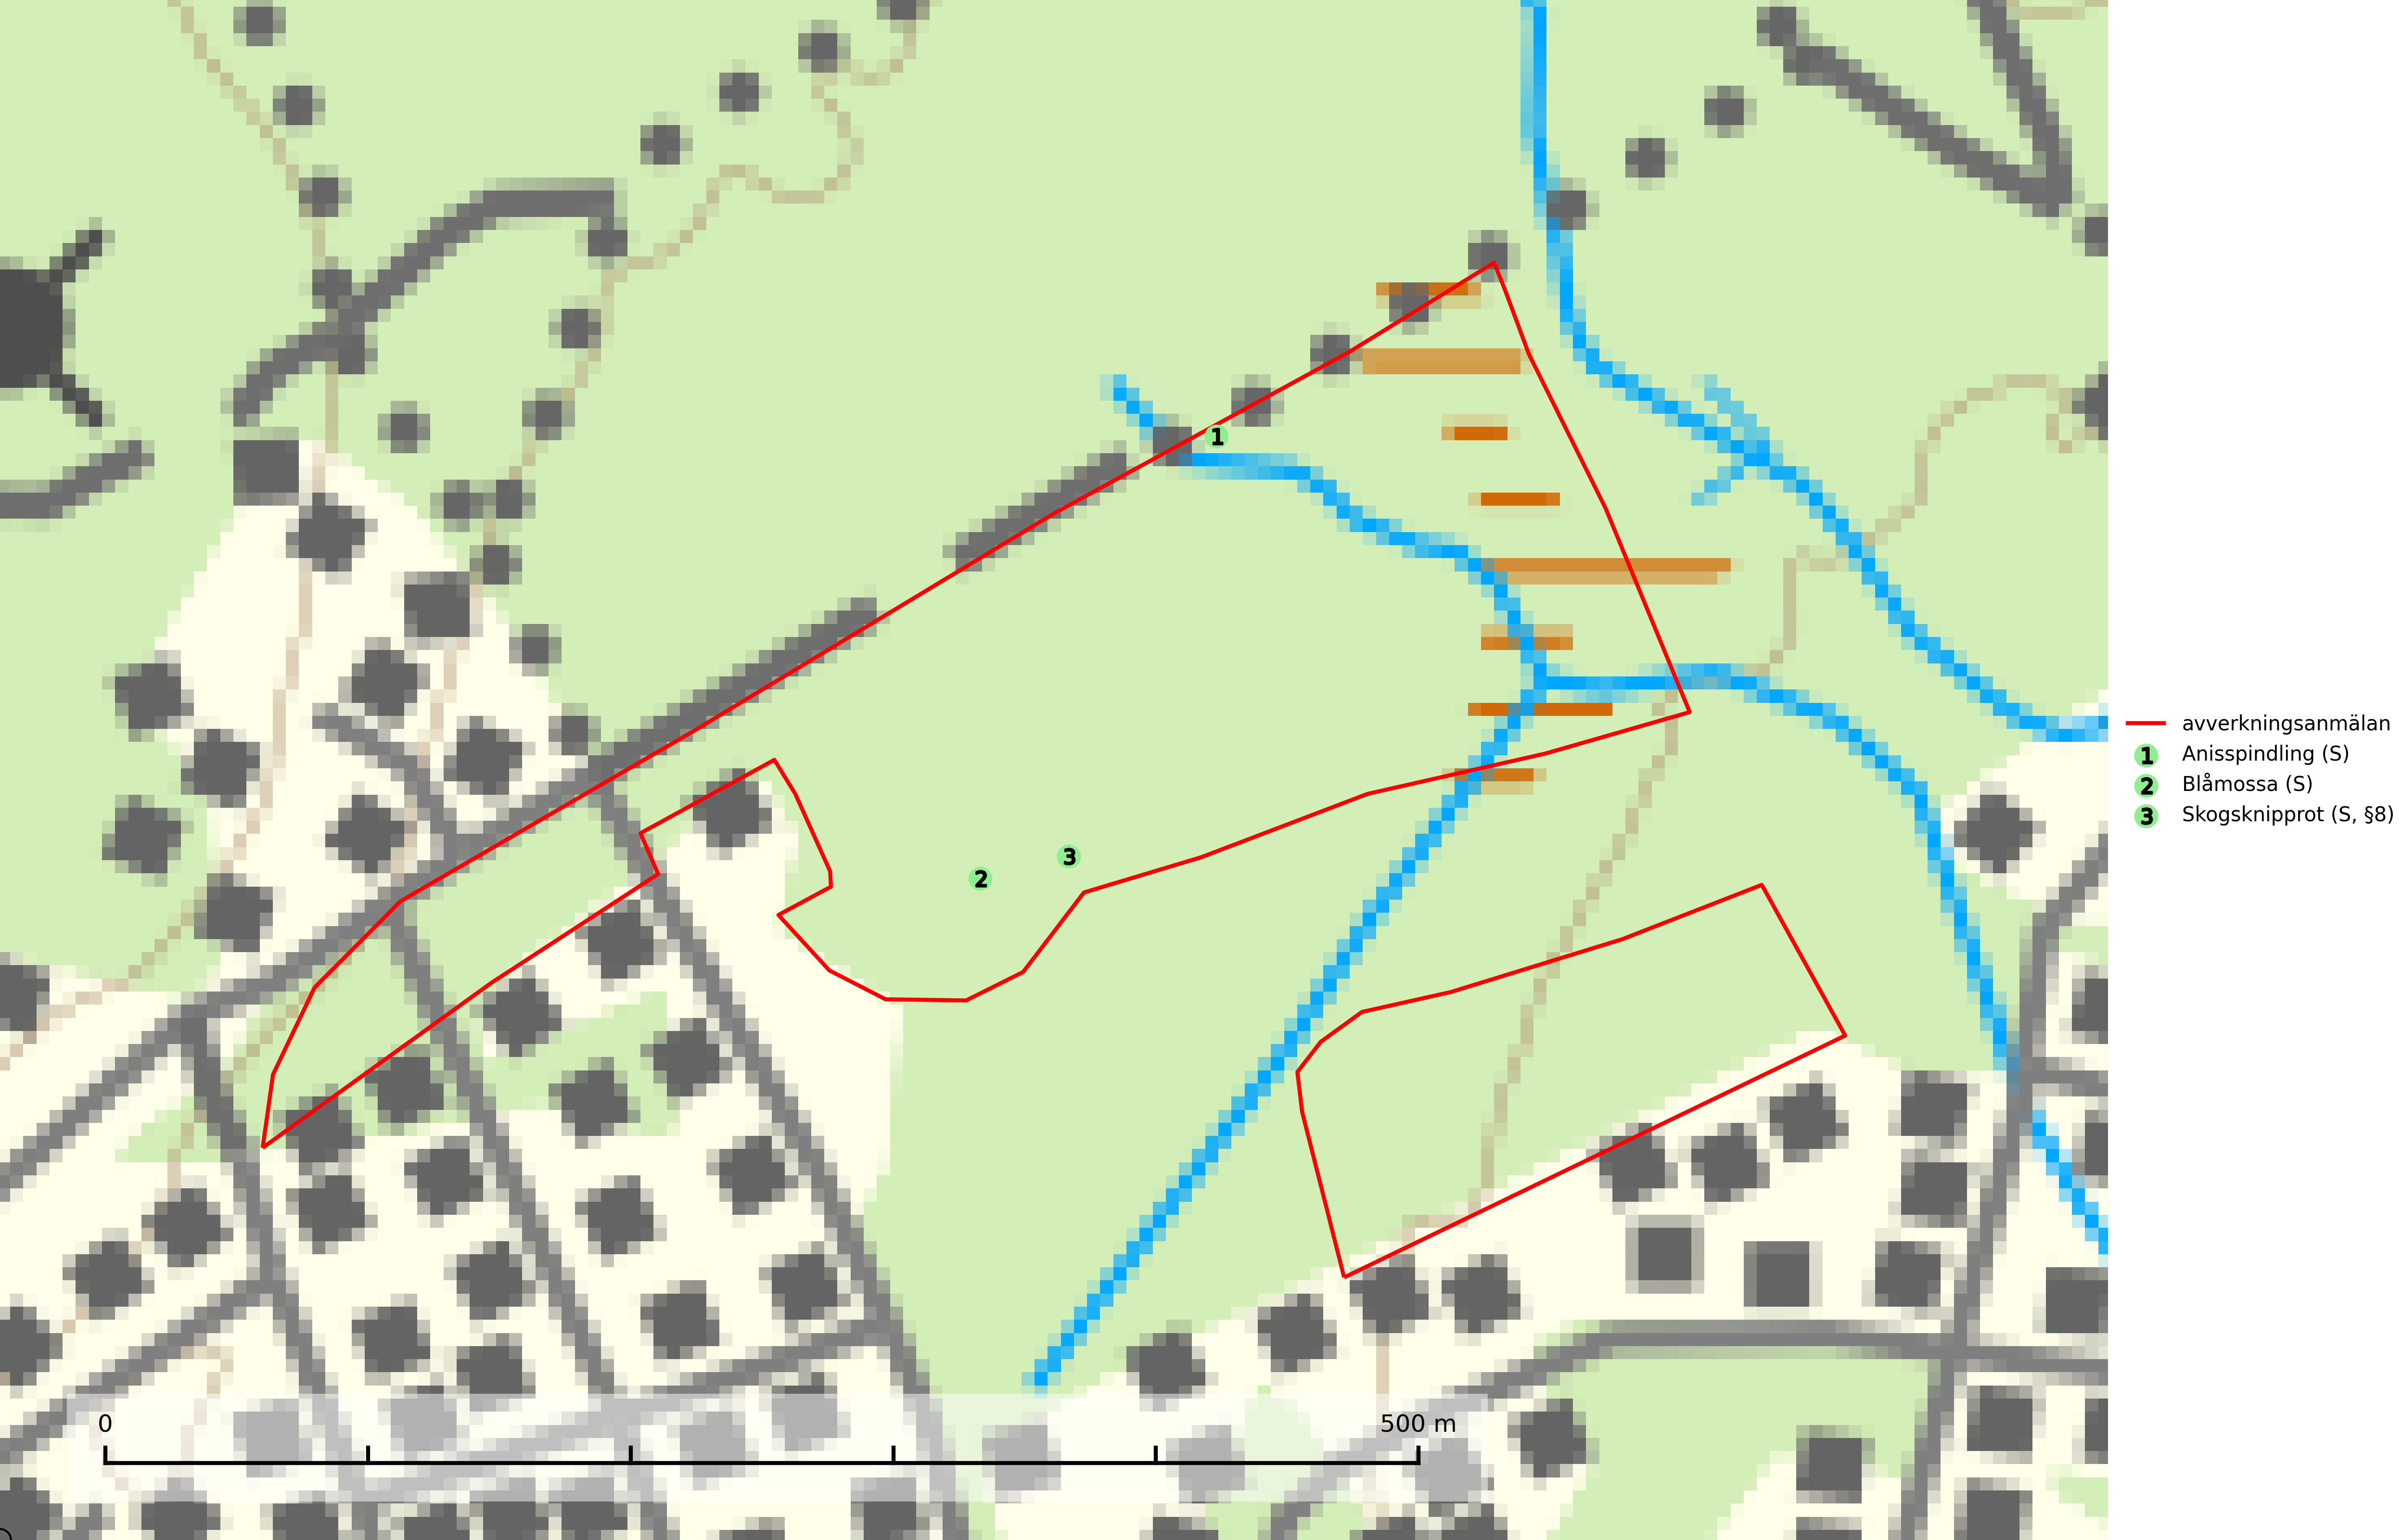 1
2
3
avverkningsanmälan
1 Anisspindling (S)
2 Blåmossa (S)
3 Skogsknipprot (S, §8)
0 500 m